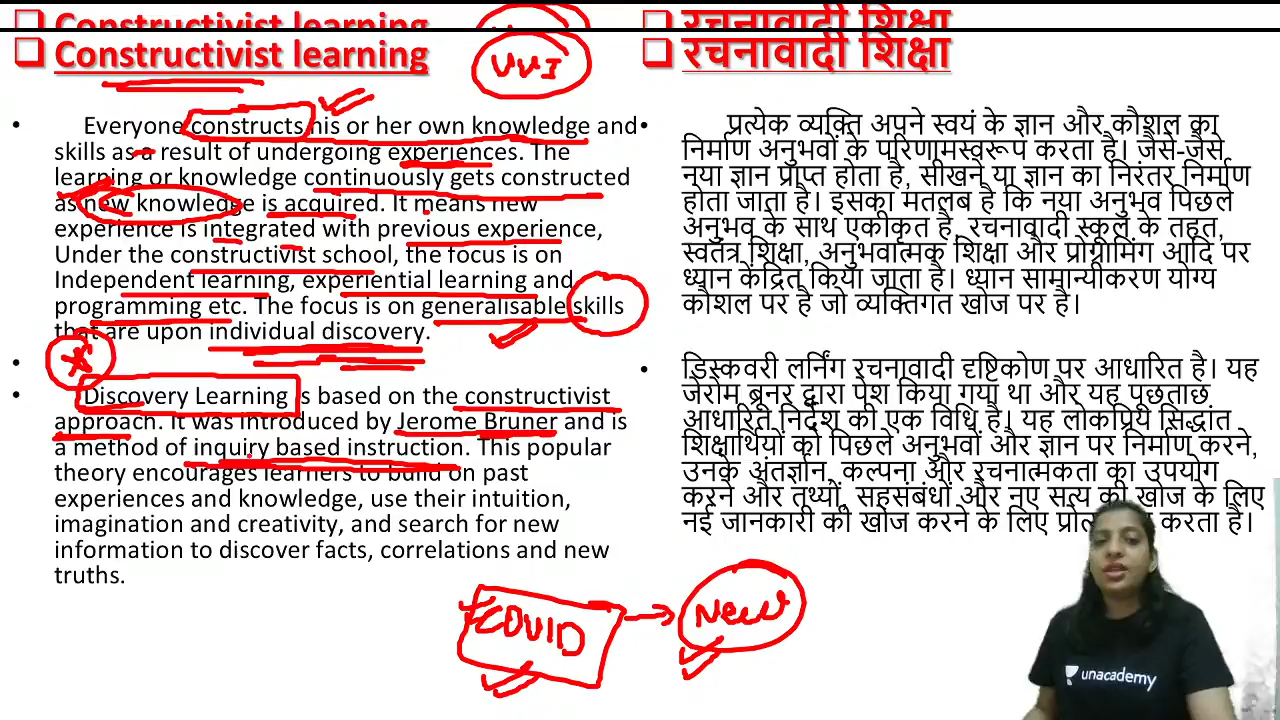 Constructivist learning
रचनावादी शिक्षा
Constructivist learning
VVI
रचनावादी शिक्षा
Everyone constructs his or her own knowledge and
skills as a result of undergoing experiences. The
learning or knowledge continuously gets constructed
as new knowledge is acquired. It means new
experience is integrated with previous experience,
Under the constructivist school, the focus is on
Independent learning, experiential learning and
programming etc. The focus is on generalisable skills
that are upon individual discovery.
Discovery Learning is based on the constructivist
approach. It was introduced by Jerome Bruner and is
a method of inquiry based instruction. This popular
theory encourages learners to build on past
experiences and knowledge, use their intuition,
imagination and creativity, and search for new
information to discover facts, correlations and new
truths.
प्रत्येक व्यक्ति अपने स्वयं के ज्ञान और कौशल का
निर्माण अनुभवों के परिणामस्वरूप करता है। जैसे-जैसे
नया ज्ञान प्राप्त होता है, सीखने या ज्ञान का निरंतर निर्माण
होता जाता है। इसका मतलब है कि नया अनुभव पिछले
अनुभव के साथ एकीकृत है, रचनावादी स्कूल के तहत,
स्वतंत्र शिक्षा, अनुभवात्मक शिक्षा और प्रोग्रामिंग आदि पर
ध्यान केंद्रित किया जाता है। ध्यान सामान्यीकरण योग्य
कौशल पर है जो व्यक्तिगत खोज पर है।
डिस्कवरी लर्निंग रचनावादी दृष्टिकोण पर आधारित है। यह
जेरोम ब्रूनर द्वारा पेश किया गया था और यह पूछताछ
आधारित निर्देश की एक विधि है। यह लोकप्रिय सिद्धांत
शिक्षार्थियों को पिछले अनुभवों और ज्ञान पर निर्माण करने,
उनके अंतर्ज्ञान, कल्पना और रचनात्मकता का उपयोग
करने और तथ्यों, सहसंबंधों और नए सत्य की खोज के लिए
नई जानकारी की खोज करने के लिए करता है।
COVID
New
unacademy